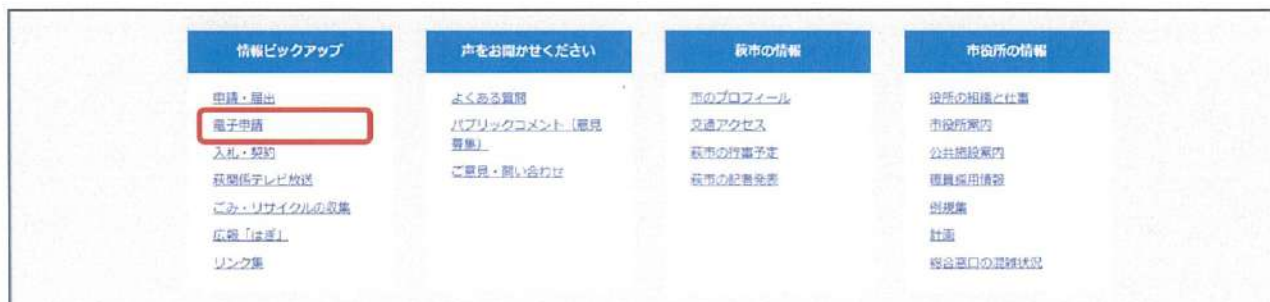 情報ピックアップ
申請・届出
電子申請
入札・契約
萩関係テレビ放送
ごみ・リサイクルの収集
広報「はぎ」
リンク集
声をお聞かせください
よくある質問
パブリックコメント（意見
募集）
ご意見・問い合わせ
萩市の情報
市のプロフィール
交通アクセス
萩市の行事予定
萩市の記者発表
市役所の情報
役所の組織と仕事
市役所案内
公共施設案内
職員採用情報
例規集
計画
総合窓口の混雑状況